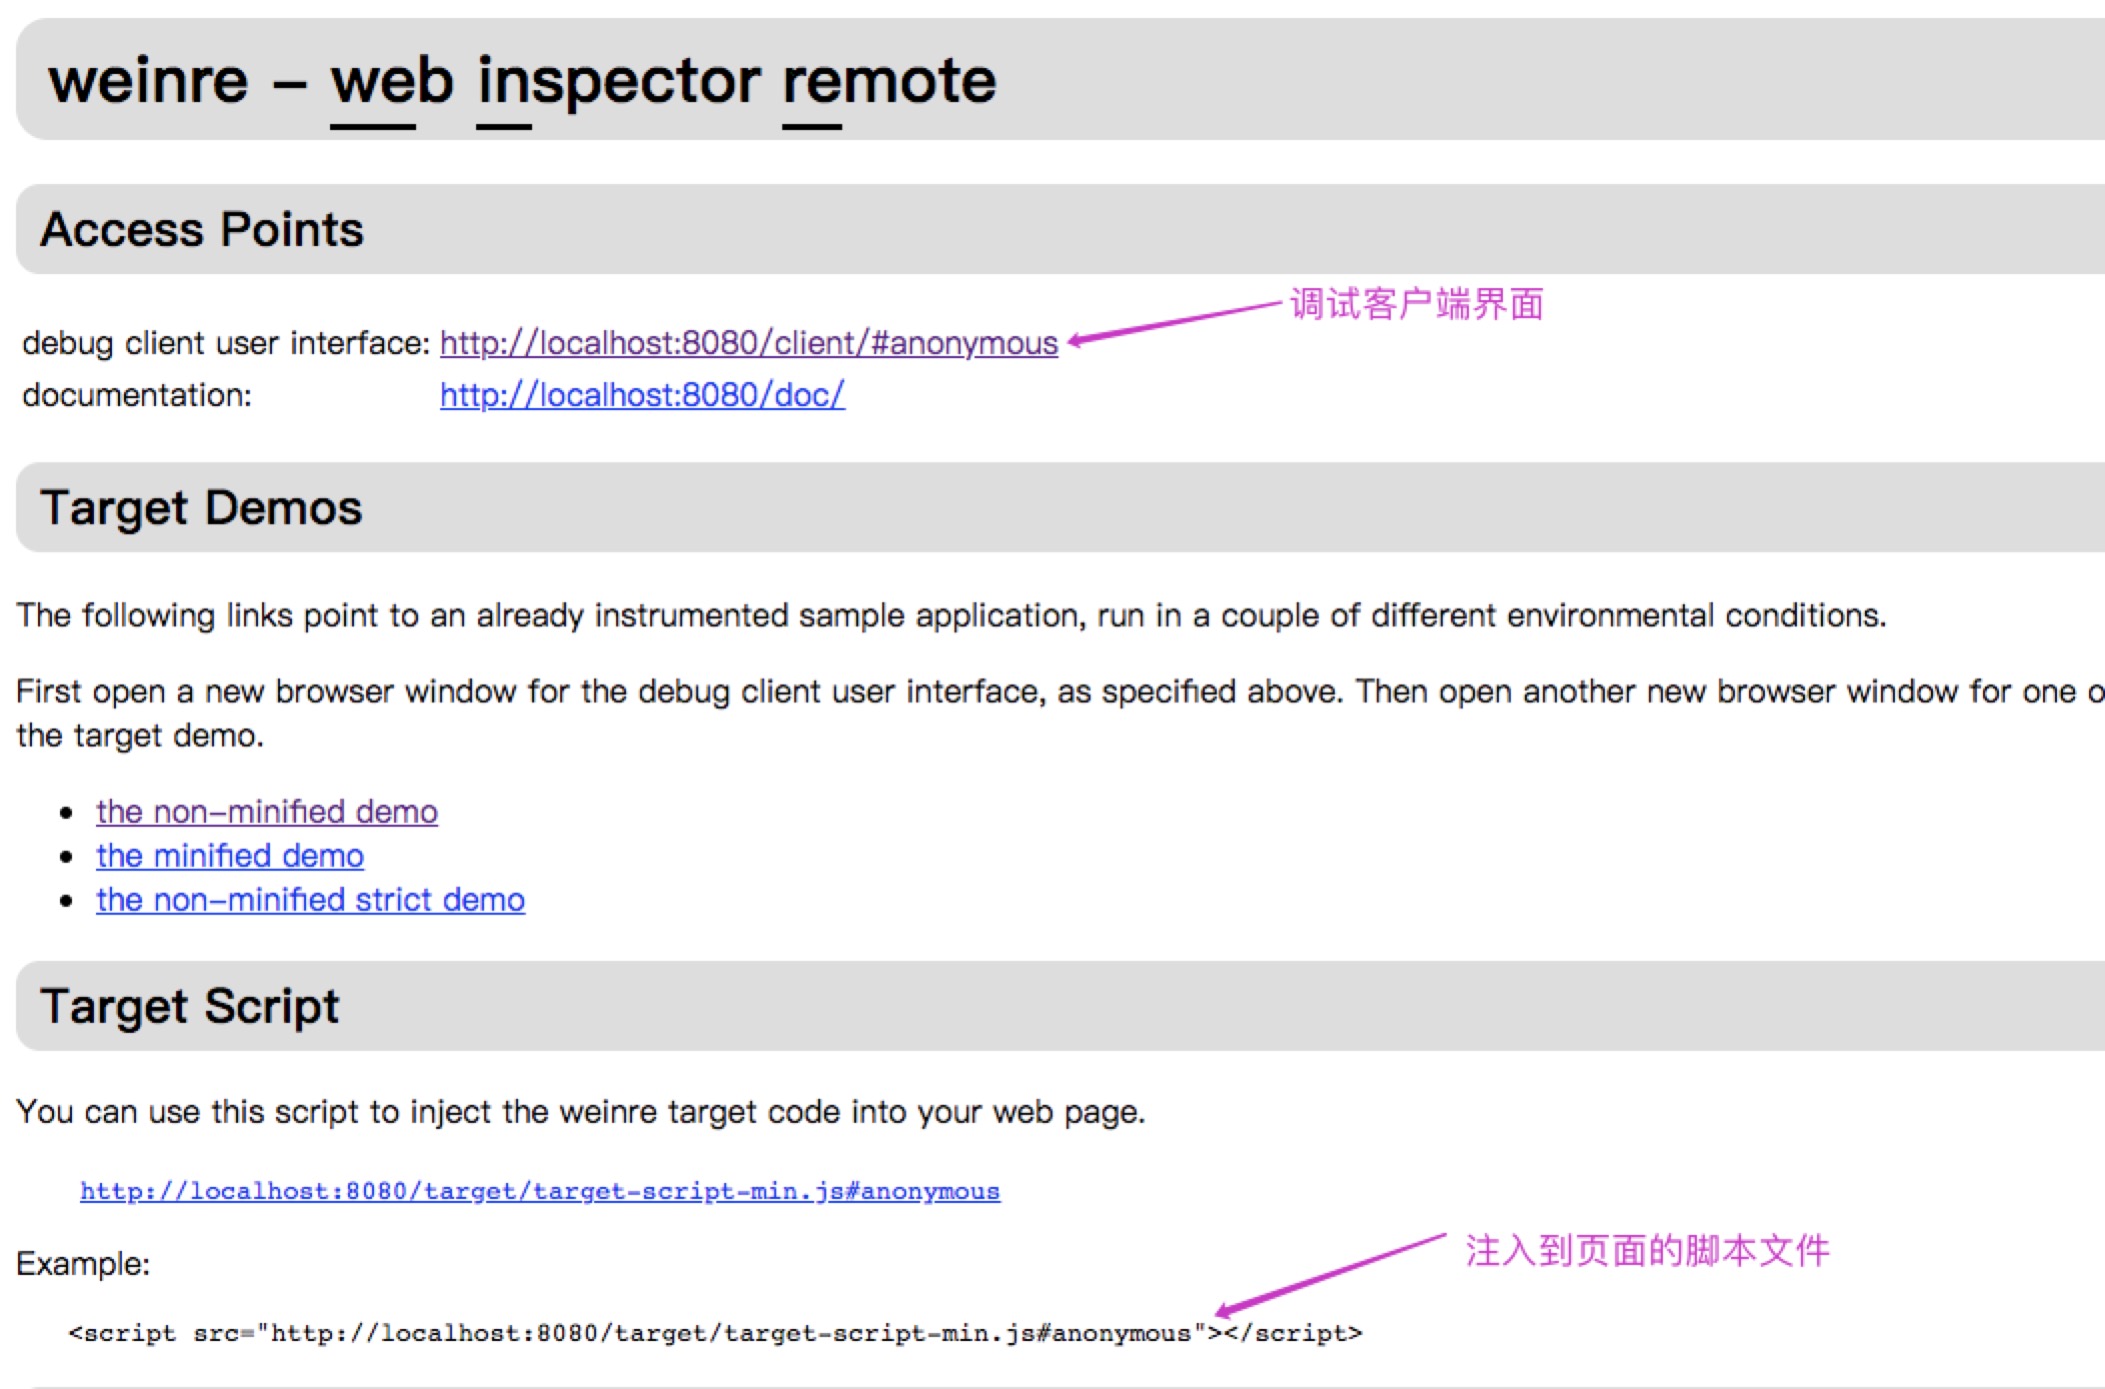 weinre – web inspector remote
Access Points
调试客户端界面
debug client user interface: http://localhost:8080/client/#anonymous
documentation: http://localhost:8080/doc/
Target Demos
The following links point to an already instrumented sample application, run in a couple of different environmental conditions.
First open a new browser window for the debug client user interface, as specified above. Then open another new browser window for one
the target demo.
• the non–minified demo
• the minified demo
• the non–minified strict demo
Target Script
You can use this script to inject the weinre target code into your web page.
http://localhost:8080/target/target-script-min.js#anonymous
注入到页面的脚本文件
Example:
<script src="http://localhost:8080/target/target-script-min.js#anonymous"></script>